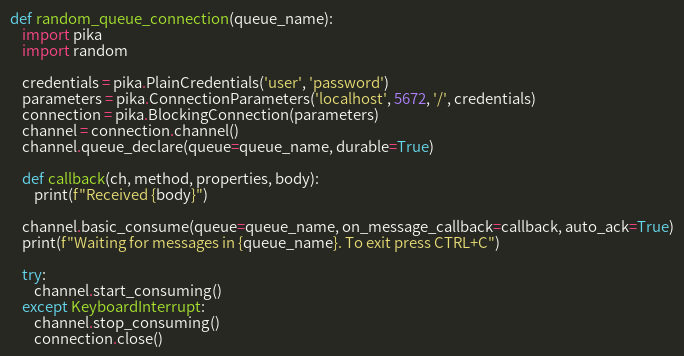 def random_queue_connection(queue_name):
    import pika
    import random

    credentials = pika.PlainCredentials('user', 'password')
    parameters = pika.ConnectionParameters('localhost', 5672, '/', credentials)
    connection = pika.BlockingConnection(parameters)
    channel = connection.channel()
    channel.queue_declare(queue=queue_name, durable=True)

    def callback(ch, method, properties, body):
        print(f"Received {body}")

    channel.basic_consume(queue=queue_name, on_message_callback=callback, auto_ack=True)
    print(f"Waiting for messages in {queue_name}. To exit press CTRL+C")

    try:
        channel.start_consuming()
    except KeyboardInterrupt:
        channel.stop_consuming()
        connection.close()